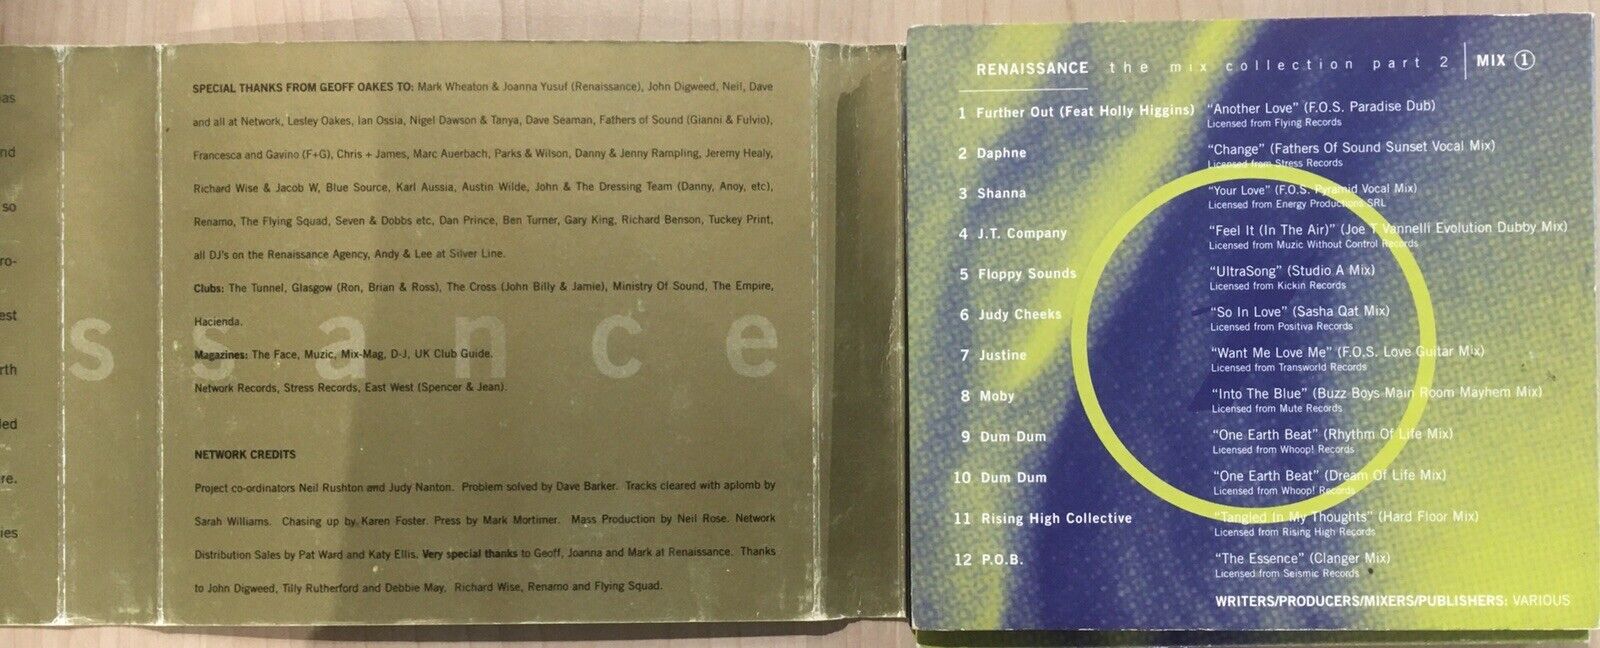 as
nd
so
ro-
est
rth
led
re.
ies
SPECIAL THANKS FROM GEOFF OAKES TO: Mark Wheaton & Joanna Yusuf (Renaissance), John Digweed, Neil, Dave
and all at Network, Lesley Oakes, Ian Ossia, Nigel Dawson & Tanya, Dave Seaman, Fathers of Sound (Gianni & Fulvio),
Francesca and Gavino (F+G), Chris + James, Marc Auerbach, Parks & Wilson, Danny & Jenny Rampling, Jeremy Healy,
Richard Wise & Jacob W, Blue Source, Karl Aussia, Austin Wilde, John & The Dressing Team (Danny, Anoy, etc),
Renamo, The Flying Squad, Seven & Dobbs etc, Dan Prince, Ben Turner, Gary King, Richard Benson, Tuckey Print,
all DJ's on the Renaissance Agency, Andy & Lee at Silver Line.
Clubs: The Tunnel, Glasgow (Ron, Brian & Ross), The Cross (John Billy & Jamie), Ministry Of Sound, The Empire,
Hacienda.
ssance
Magazines: The Face, Muzic, Mix-Mag, D-J, UK Club Guide.
Network Records, Stress Records, East West (Spencer & Jean).
NETWORK CREDITS
Project co-ordinators Neil Rushton and Judy Nanton. Problem solved by Dave Barker. Tracks cleared with aplomb by
Sarah Williams. Chasing up by Karen Foster. Press by Mark Mortimer. Mass Production by Neil Rose. Network
Distribution Sales by Pat Ward and Katy Ellis. Very special thanks to Geoff, Joanna and Mark at Renaissance. Thanks
to John Digweed, Tilly Rutherford and Debbie May, Richard Wise, Renamo and Flying Squad.
RENAISSANCE the mix collection part 2 MIX 1
1 Further Out (Feat Holly Higgins) "Another Love" (F.O.S. Paradise Dub)
Licensed from Flying Records
2 Daphne "Change" (Fathers Of Sound Sunset Vocal Mix)
Licensed from Stress Records
3 Shanna "Your Love" (F.O.S. Pyramid Vocal Mix)
Licensed from Energy Productions SRL
4 J.T. Company "Feel It (In The Air)" (Joe T Vannelli Evolution Dubby Mix)
Licensed from Muzic Without Control Records
5 Floppy Sounds "UltraSong" (Studio A Mix)
Licensed from Kickin Records
6 Judy Cheeks "So In Love" (Sasha Qat Mix)
Licensed from Positiva Records
7 Justine "Want Me Love Me" (F.O.S. Love Guitar Mix)
Licensed from Transworld Records
8 Moby "Into The Blue" (Buzz Boys Main Room Mayhem Mix)
Licensed from Mute Records
9 Dum Dum "One Earth Beat" (Rhythm Of Life Mix)
Licensed from Whoop! Records
10 Dum Dum "One Earth Beat" (Dream Of Life Mix)
Licensed from Whoop! Records
11 Rising High Collective "Tangled In My Thoughts" (Hard Floor Mix)
Licensed from Rising High Records
12 P.O.B. "The Essence" (Clanger Mix)
Licensed from Seismic Records
WRITERS/PRODUCERS/MIXERS/PUBLISHERS: VARIOUS